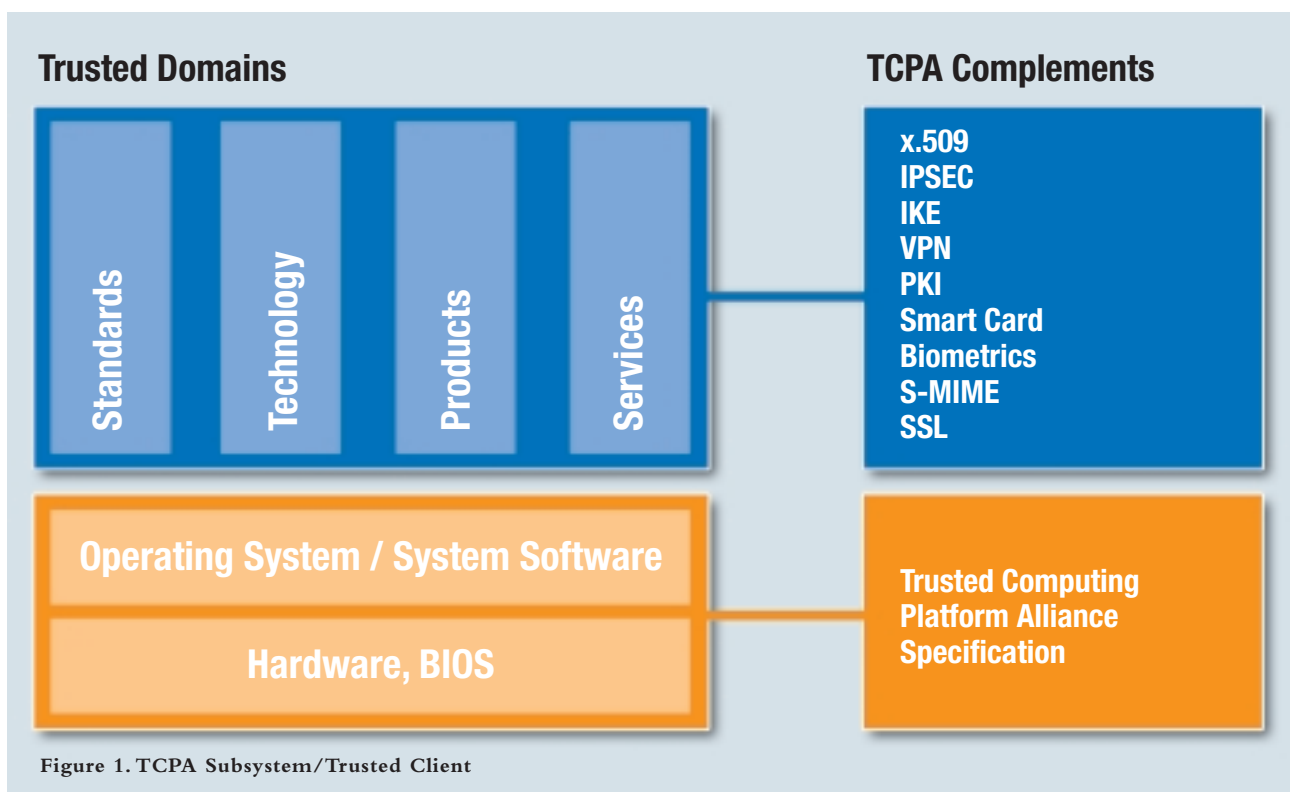 Trusted Domains
TCPA Complements
Standards
Technology
Products
Services
x.509
IPSEC
IKE
VPN
PKI
Smart Card
Biometrics
S-MIME
SSL
Operating System / System Software
Hardware, BIOS
Trusted Computing
Platform Alliance
Specification
Figure 1. TCPA Subsystem/Trusted Client